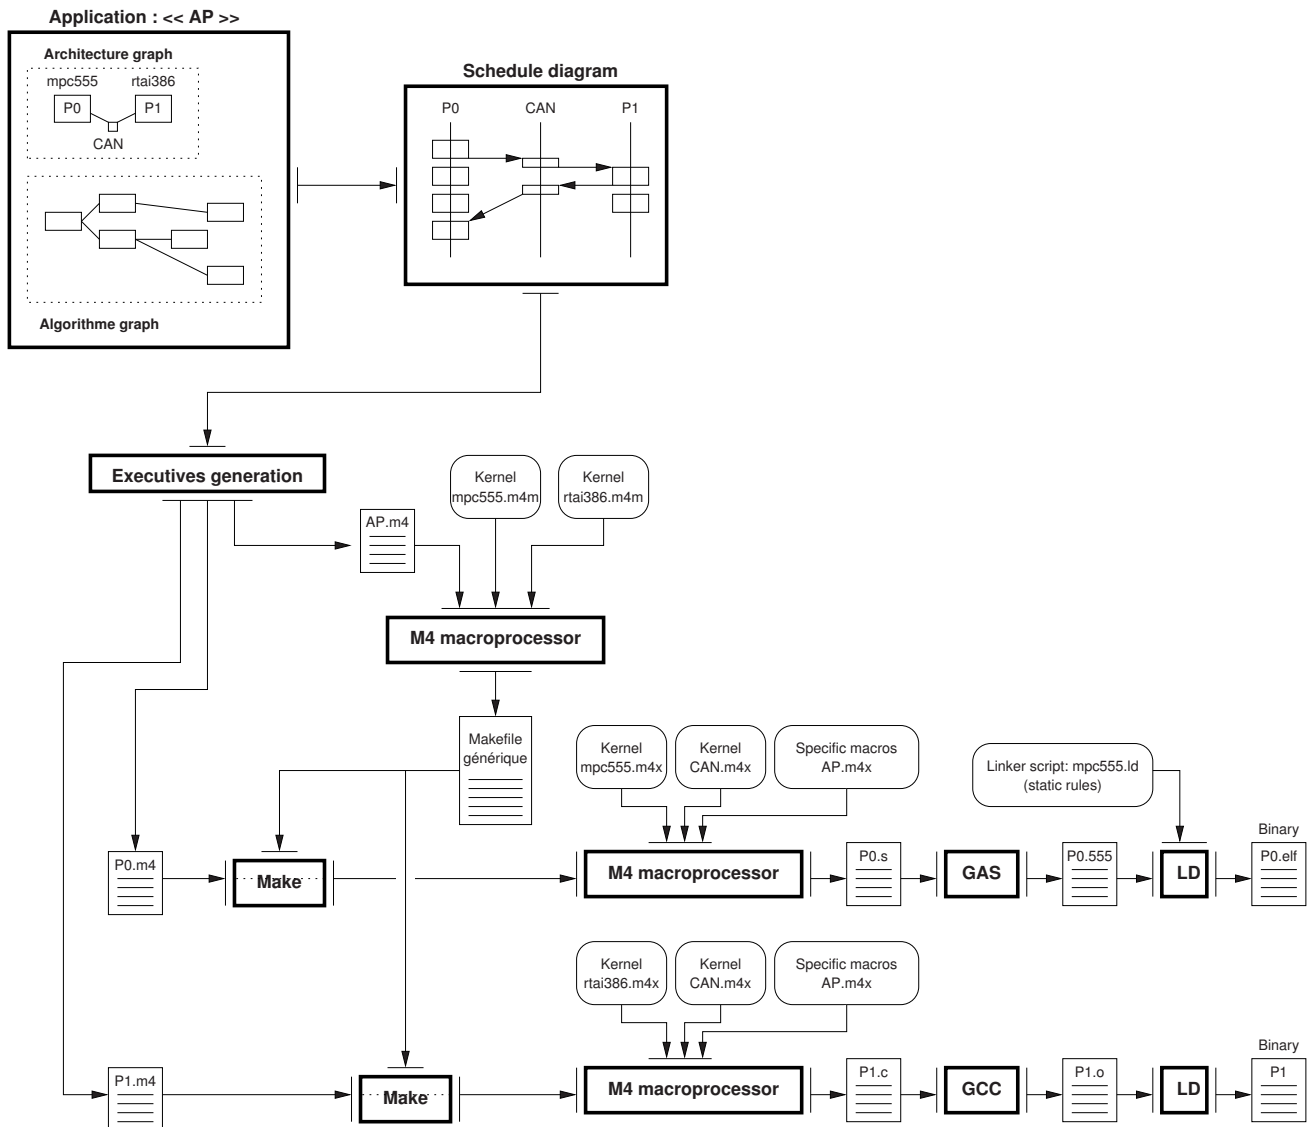 Application : << AP >>
Architecture graph
mpc555 rtai386
P0 P1
CAN
Algorithme graph
Schedule diagram
P0 CAN P1
Executives generation
AP.m4
Kernel
mpc555.m4m
Kernel
rtai386.m4m
M4 macroprocessor
Makefile
générique
Kernel
mpc555.m4x
Kernel
CAN.m4x
Specific macros
AP.m4x
Linker script: mpc555.ld
(static rules)
P0.m4
Make
M4 macroprocessor
P0.s
GAS
P0.555
LD
Binary
P0.elf
Kernel
rtai386.m4x
Kernel
CAN.m4x
Specific macros
AP.m4x
P1.m4
Make
M4 macroprocessor
P1.c
GCC
P1.o
LD
Binary
P1